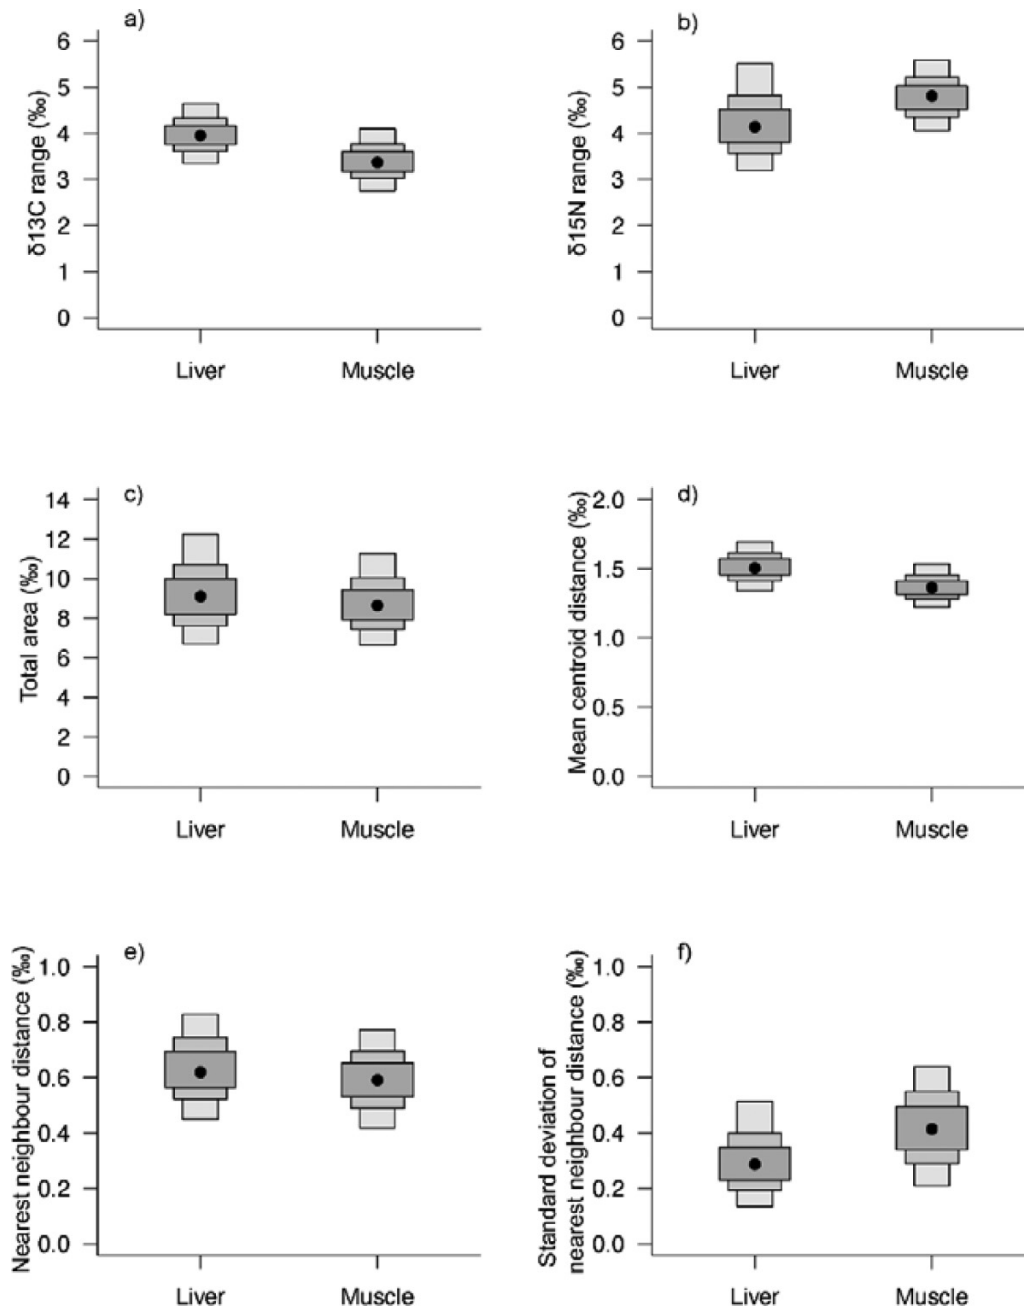 a)
δ13C range (‰)
6
5
4
3
2
1
0
Liver Muscle
b)
δ15N range (‰)
6
5
4
3
2
1
0
Liver Muscle
c)
Total area (‰)
14
12
10
8
6
4
2
0
Liver Muscle
d)
Mean centroid distance (‰)
2.0
1.5
1.0
0.5
0.0
Liver Muscle
e)
Nearest neighbour distance (‰)
1.0
0.8
0.6
0.4
0.2
0.0
Liver Muscle
f)
Standard deviation of
nearest neighbour distance (‰)
1.0
0.8
0.6
0.4
0.2
0.0
Liver Muscle